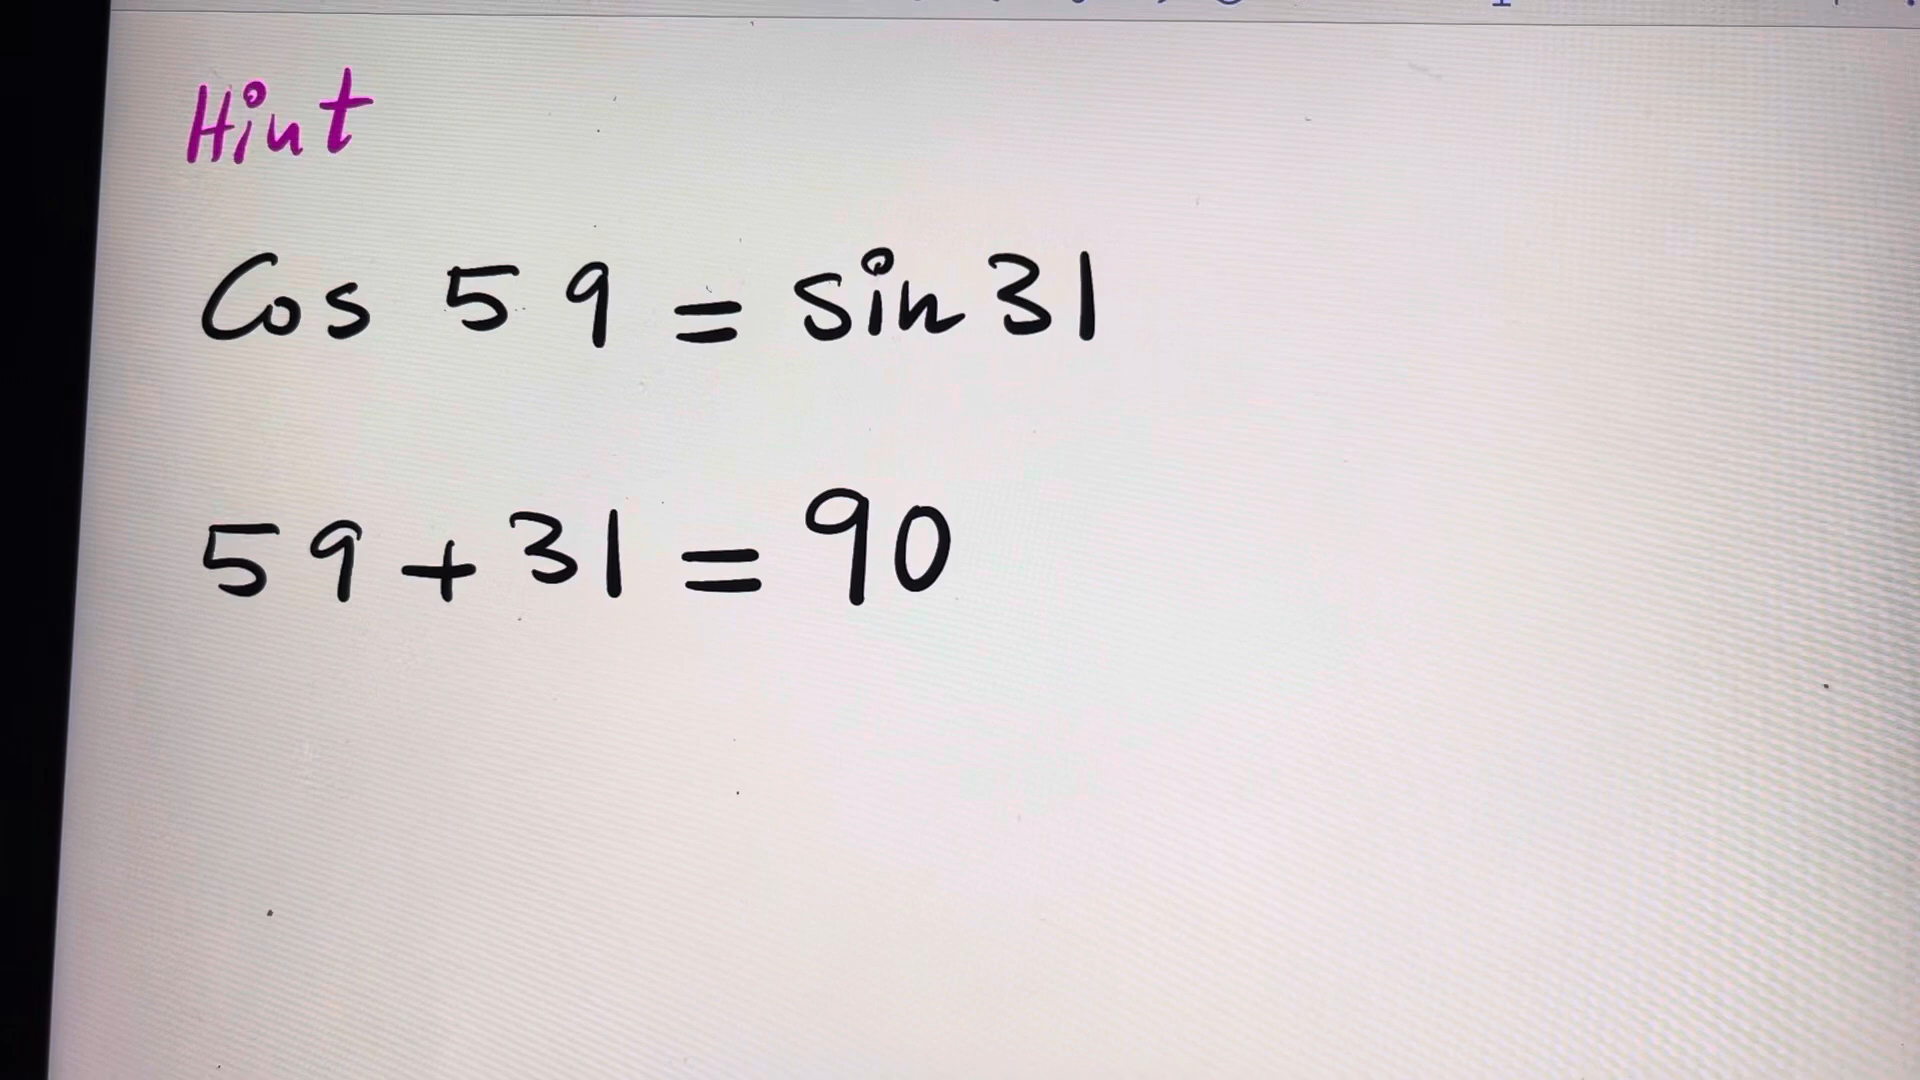 Hint
Cos 59 = sin 31
59 + 31 = 90